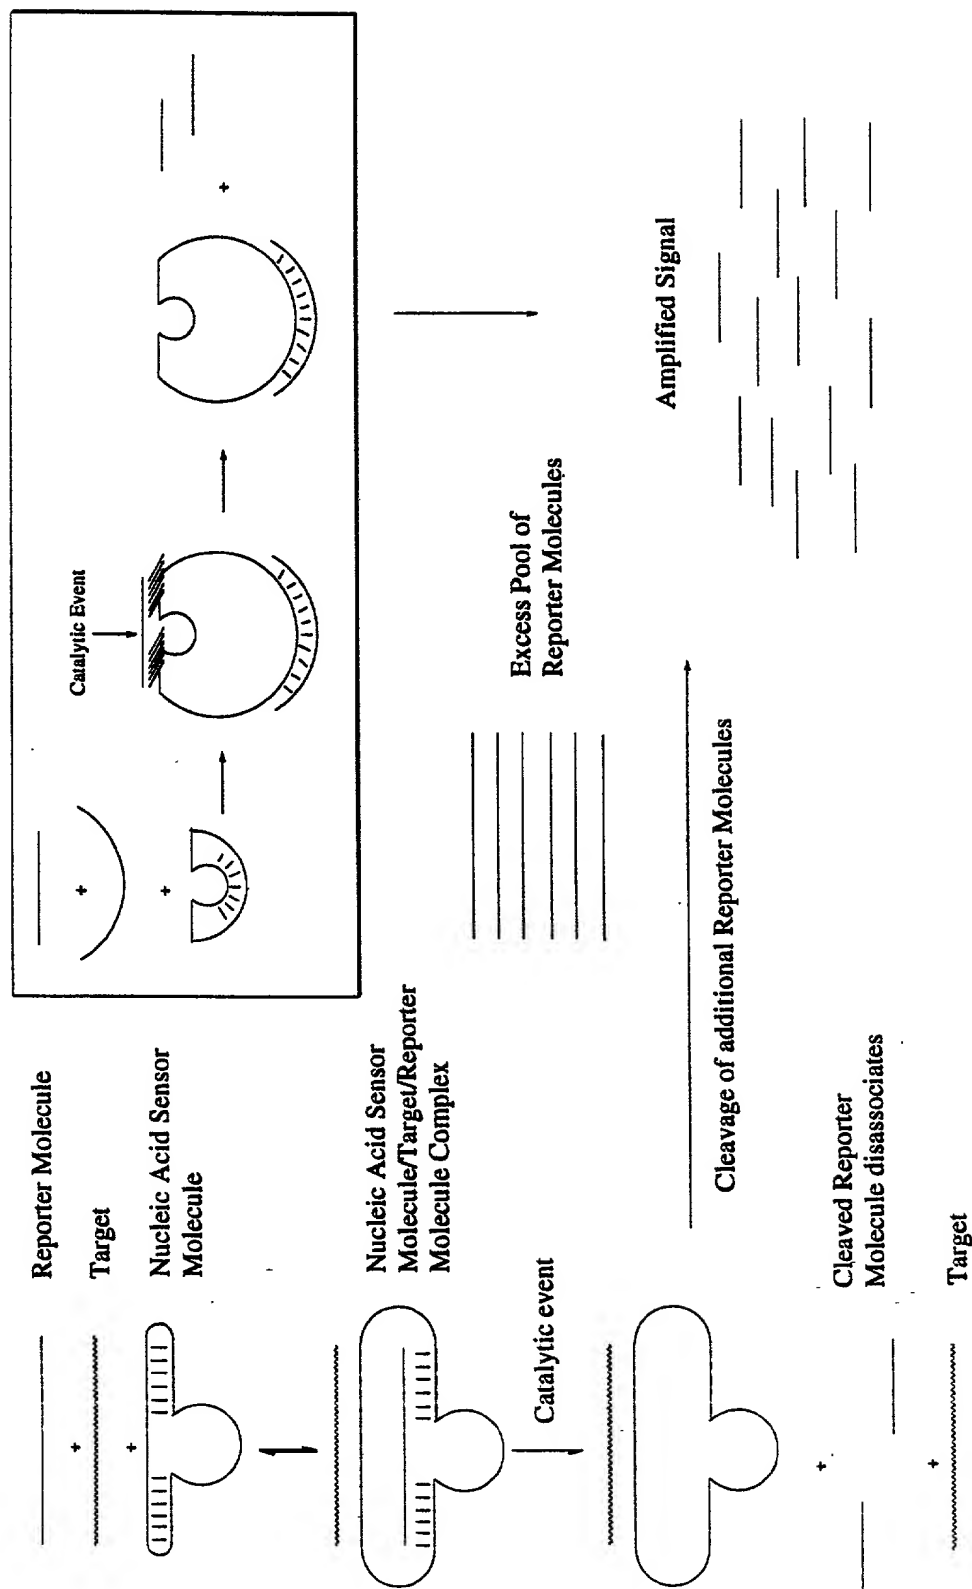 Reporter Molecule
+
Target
+
Nucleic Acid Sensor
Molecule
Nucleic Acid Sensor
Molecule/Target/Reporter
Molecule Complex
Catalytic event
+
Cleaved Reporter
Molecule disassociates
+
Target
+
+
Catalytic Event
+
Excess Pool of
Reporter Molecules
Cleavage of additional Reporter Molecules
Amplified Signal